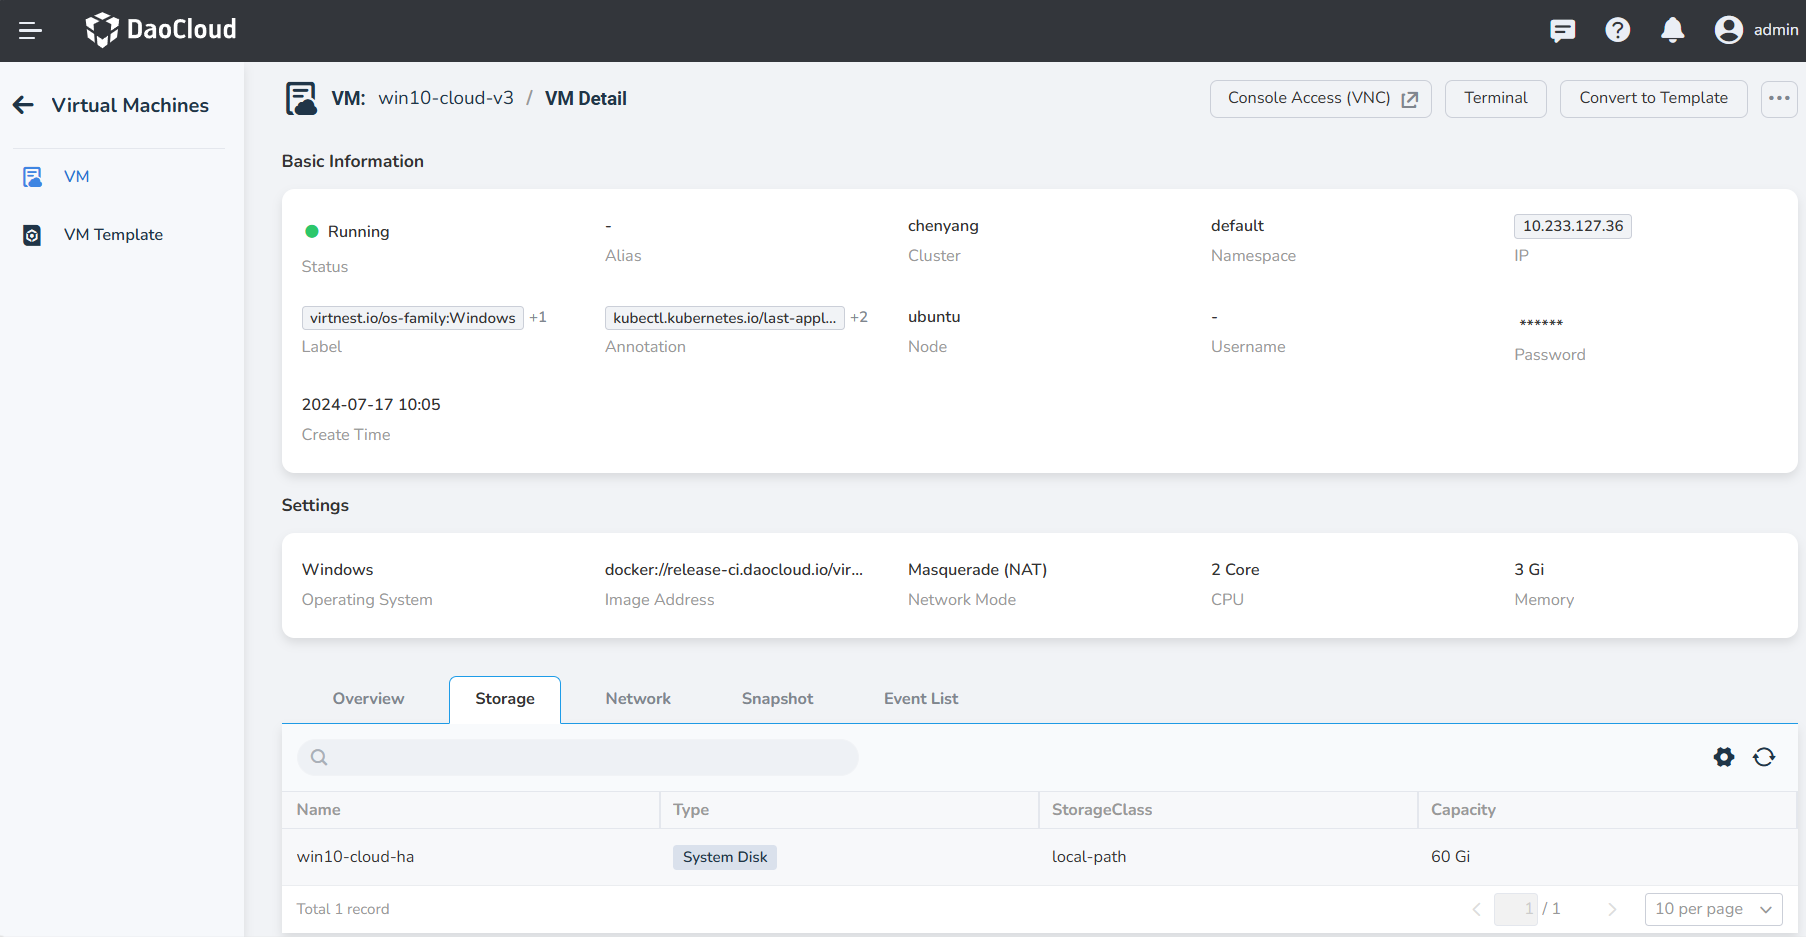 DaoCloud
admin
Virtual Machines
VM
VM Template
VM: win10-cloud-v3 / VM Detail
Console Access (VNC)
Terminal
Convert to Template
Basic Information
Running
Status
-
Alias
chenyang
Cluster
default
Namespace
10.233.127.36
IP
virtnest.io/os-family:Windows +1
Label
kubectl.kubernetes.io/last-appl... +2
Annotation
ubuntu
Node
-
Username
******
Password
2024-07-17 10:05
Create Time
Settings
Windows
Operating System
docker://release-ci.daocloud.io/vir...
Image Address
Masquerade (NAT)
Network Mode
2 Core
CPU
3 Gi
Memory
Overview Storage Network Snapshot Event List
Name Type StorageClass Capacity
win10-cloud-ha System Disk local-path 60 Gi
Total 1 record
1 / 1
10 per page